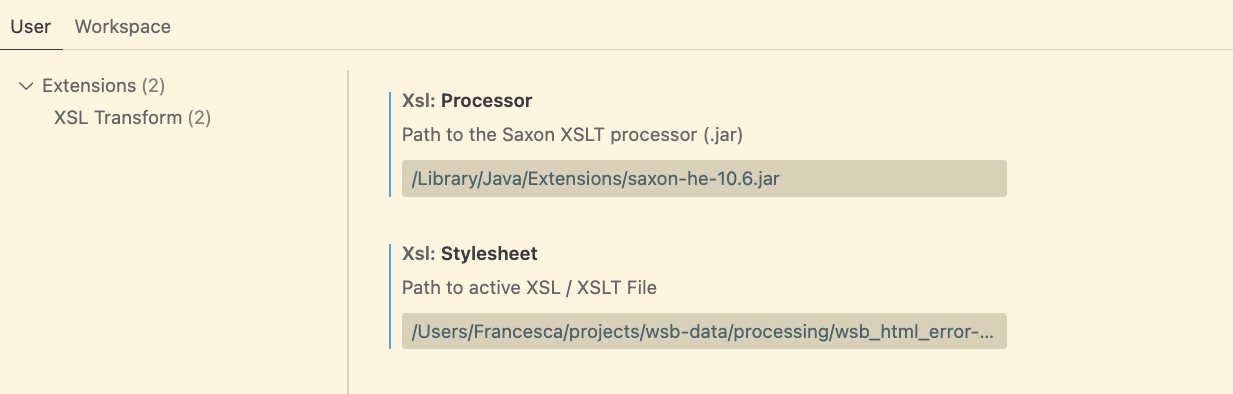 User Workspace
Extensions (2)
XSL Transform (2)
Xsl: Processor
Path to the Saxon XSLT processor (.jar)
/Library/Java/Extensions/saxon-he-10.6.jar
Xsl: Stylesheet
Path to active XSL / XSLT File
/Users/Francesca/projects/wsb-data/processing/wsb_html_error-...